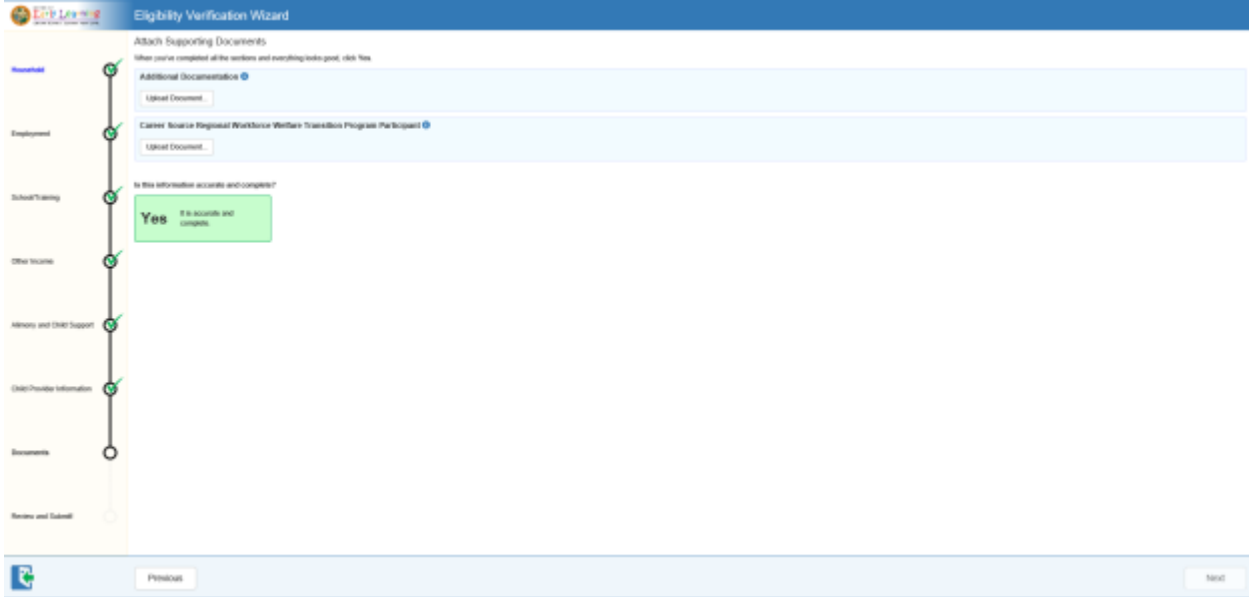 Early Learning
Eligibility Verification Wizard
Attach Supporting Documents
When you've completed all the sections and everything looks good, click Yes.
Household
Additional Documentation
Upload Document...
Employment
Career Source Regional Workforce Welfare Transition Program Participant
Upload Document...
School/Training
Is this information accurate and complete?
Yes It is accurate and
complete.
Other Income
Alimony and Child Support
Child Provider Information
Documents
Review and Submit
Previous
Next